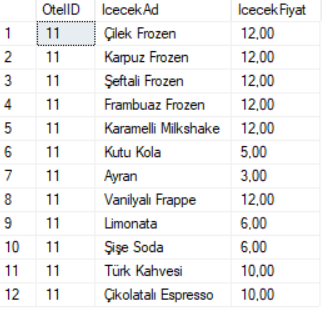 OtelID IcecekAd IcecekFiyat
1 11 Çilek Frozen 12,00
2 11 Karpuz Frozen 12,00
3 11 Şeftali Frozen 12,00
4 11 Frambuaz Frozen 12,00
5 11 Karamelli Milkshake 12,00
6 11 Kutu Kola 5,00
7 11 Ayran 3,00
8 11 Vanilyalı Frappe 12,00
9 11 Limonata 6,00
10 11 Şişe Soda 6,00
11 11 Türk Kahvesi 10,00
12 11 Çikolatalı Espresso 10,00